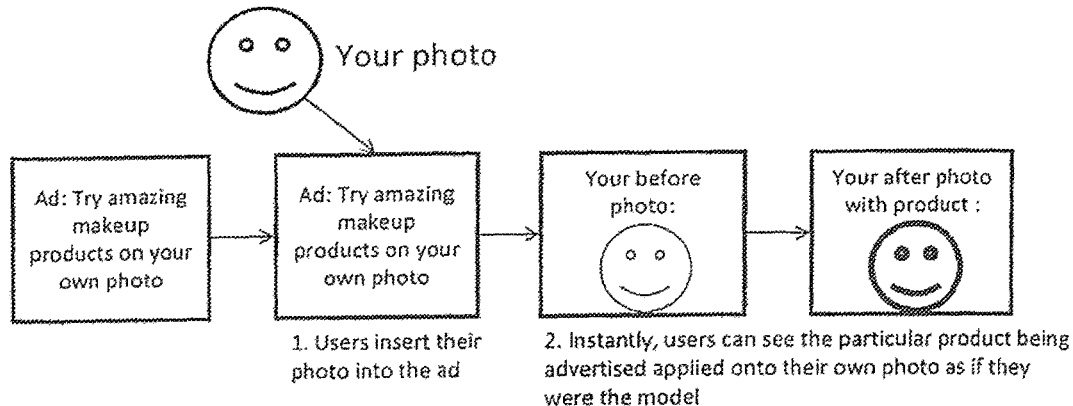 Your photo
Ad: Try amazing
makeup
products on your
own photo
Ad: Try amazing
makeup
products on your
own photo
Your before
photo:
Your after photo
with product :
1. Users insert their
photo into the ad
2. Instantly, users can see the particular product being
advertised applied onto their own photo as if they
were the model